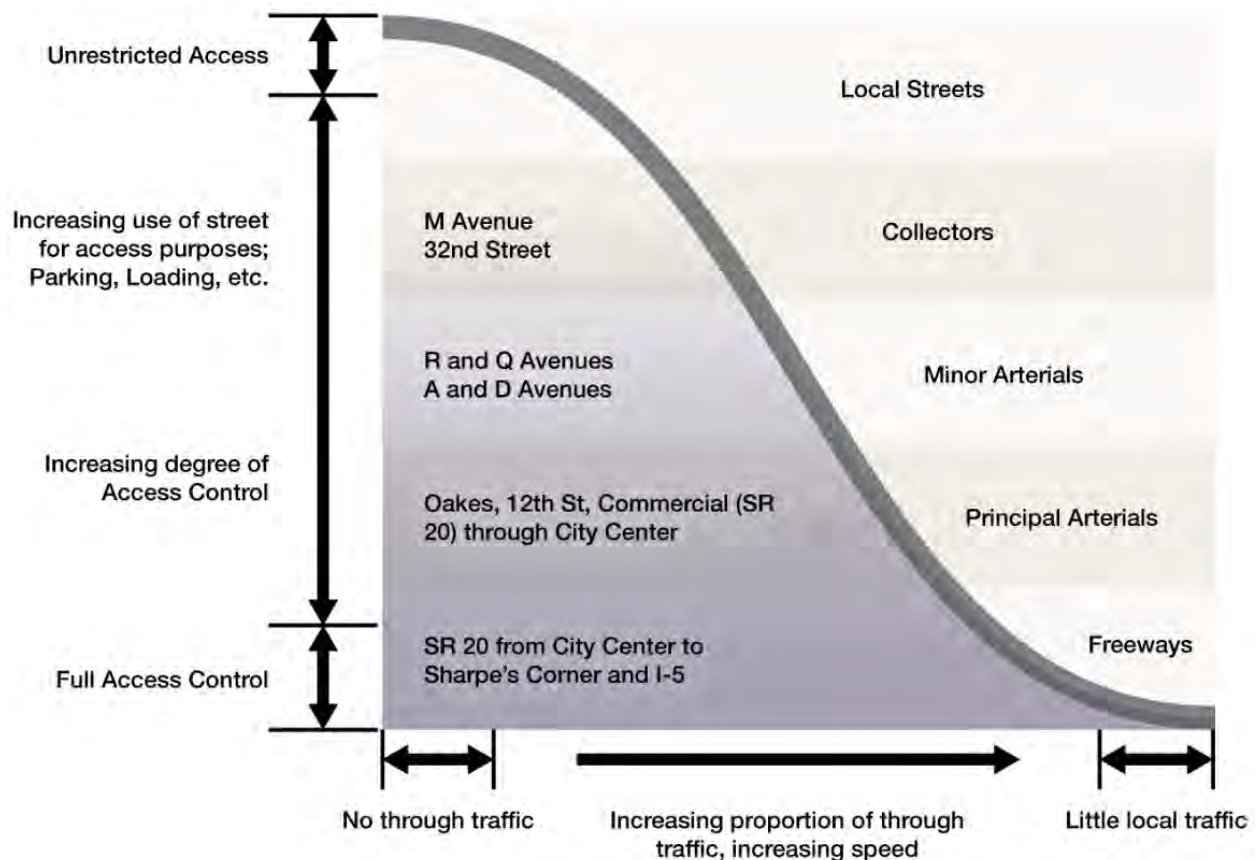 Unrestricted Access
Local Streets
Increasing use of street
for access purposes;
Parking, Loading, etc.
M Avenue
32nd Street
Collectors
R and Q Avenues
A and D Avenues
Minor Arterials
Increasing degree of
Access Control
Oakes, 12th St, Commercial (SR
20) through City Center
Principal Arterials
Full Access Control
SR 20 from City Center to
Sharpe's Corner and I-5
Freeways
No through traffic
Increasing proportion of through
traffic, increasing speed
Little local traffic